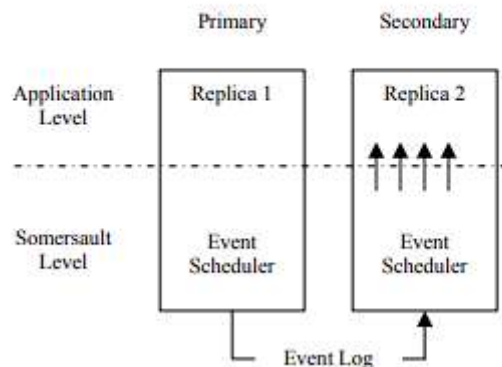 Primary
Secondary
Application
Level
Replica 1
Replica 2
Somersault
Level
Event
Scheduler
Event
Scheduler
Event Log